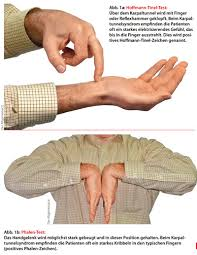 Abb. 1a: Hoffmann-Tinel-Test:
Über dem Karpaltunnel wird mit Finger
oder Reflexhammer geklopft. Beim Karpal-
tunnelsyndrom empfinden die Patienten
oft ein starkes elektrisierendes Gefühl, das
bis in die Finger ausstrahlt. Dies wird posi-
tives Hoffmann-Tinel-Zeichen genannt.
Abb. 1b: Phalen-Test:
Das Handgelenk wird möglichst stark gebeugt und in dieser Position gehalten. Beim Karpal-
tunnelsyndrom empfinden die Patienten oft ein starkes Kribbeln in den typischen Fingern
(positives Phalen-Zeichen).